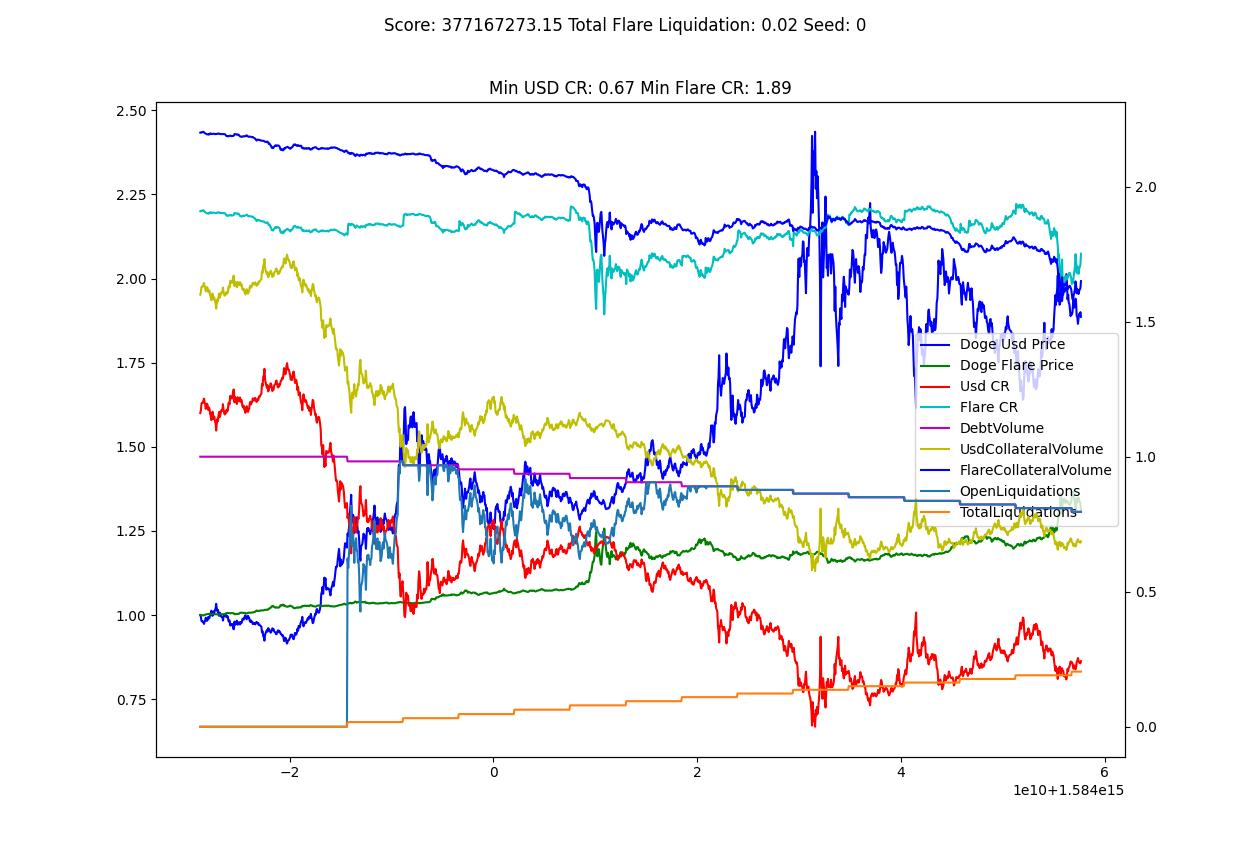 Score: 377167273.15 Total Flare Liquidation: 0.02 Seed: 0
Min USD CR: 0.67 Min Flare CR: 1.89
2.50
2.25
2.00
1.75
1.50
1.25
1.00
0.75
2.0
1.5
1.0
0.5
0.0
Doge Usd Price
Doge Flare Price
Usd CR
Flare CR
DebtVolume
UsdCollateralVolume
FlareCollateralVolume
OpenLiquidations
TotalLiquidations
−2
0
2
4
6
1e10+1.584e15